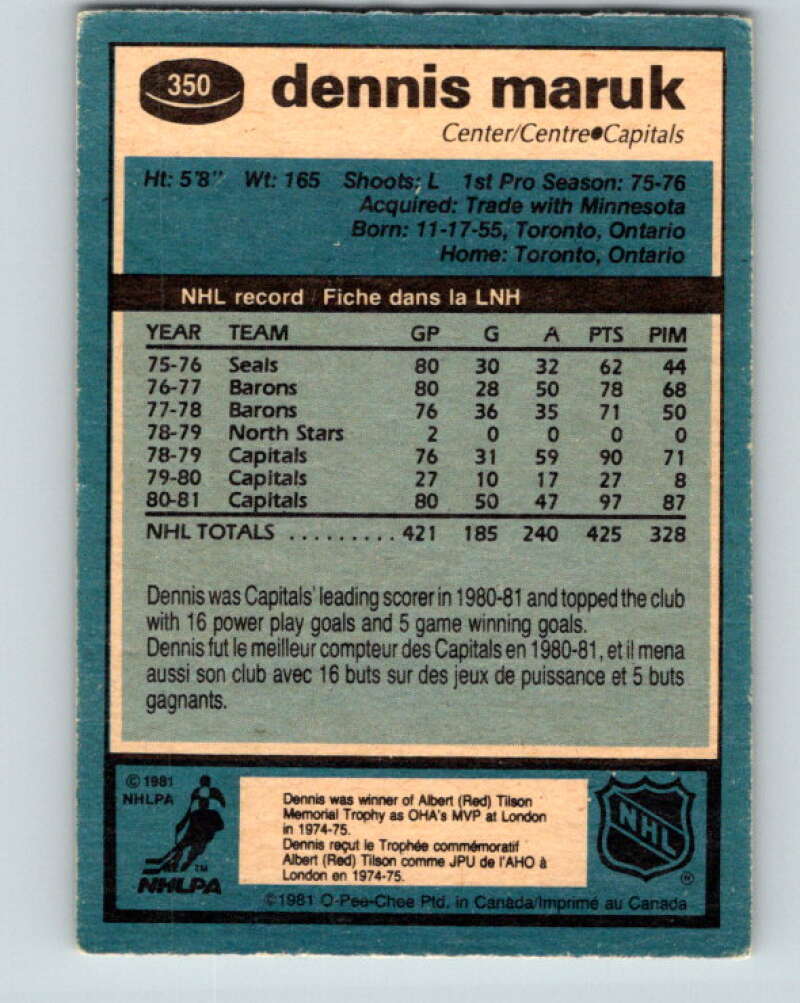 350
dennis maruk
Center/Centre●Capitals
Ht: 5'8" Wt: 165 Shoots: L 1st Pro Season: 75-76
Acquired: Trade with Minnesota
Born: 11-17-55, Toronto, Ontario
Home: Toronto, Ontario
NHL record / Fiche dans la LNH
YEAR TEAM GP G A PTS PIM
75-76 Seals 80 30 32 62 44
76-77 Barons 80 28 50 78 68
77-78 Barons 76 36 35 71 50
78-79 North Stars 2 0 0 0 0
78-79 Capitals 76 31 59 90 71
79-80 Capitals 27 10 17 27 8
80-81 Capitals 80 50 47 97 87
NHL TOTALS ......... 421 185 240 425 328
Dennis was Capitals' leading scorer in 1980-81 and topped the club
with 16 power play goals and 5 game winning goals.
Dennis fut le meilleur compteur des Capitals en 1980-81, et il mena
aussi son club avec 16 buts sur des jeux de puissance et 5 buts
gagnants.
© 1981
NHLPA
TM
NHLPA
Dennis was winner of Albert (Red) Tilson
Memorial Trophy as OHA's MVP at London
in 1974-75.
Dennis reçut le Trophée commémoratif
Albert (Red) Tilson comme JPU de l'AHO à
London en 1974-75.
NHL
®
©1981 O-Pee-Chee Ptd. in Canada/Imprimé au Canada